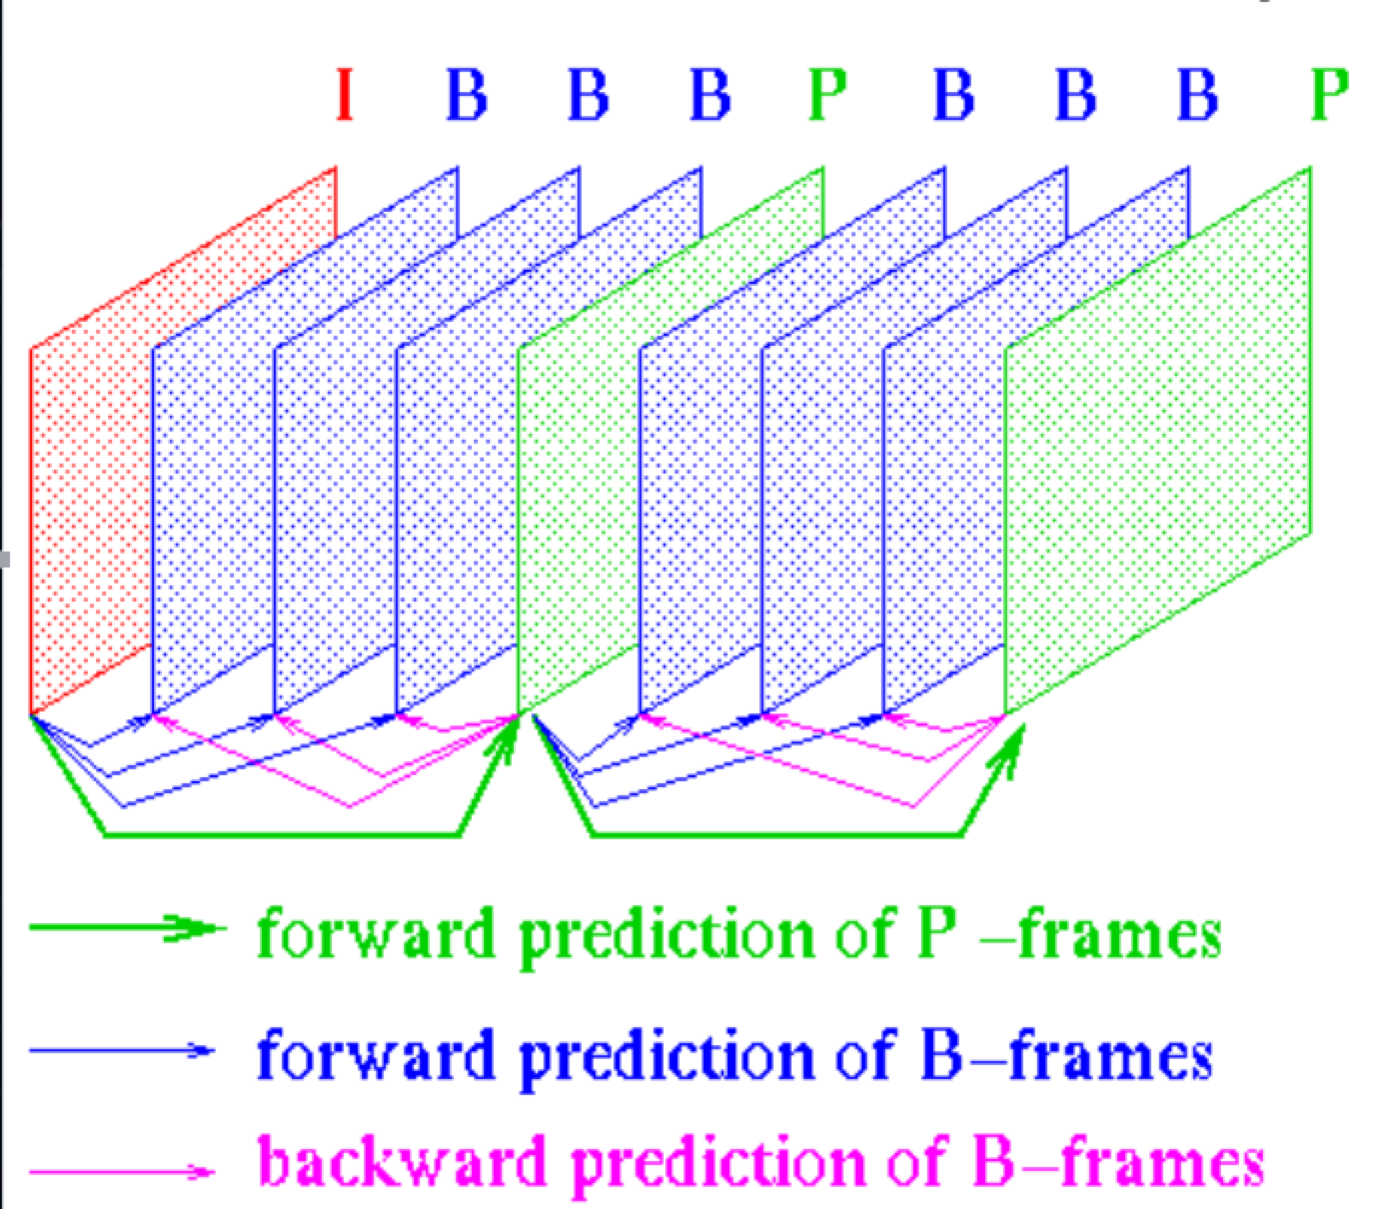 I B B B P B B B P
forward prediction of P –frames
forward prediction of B–frames
backward prediction of B–frames